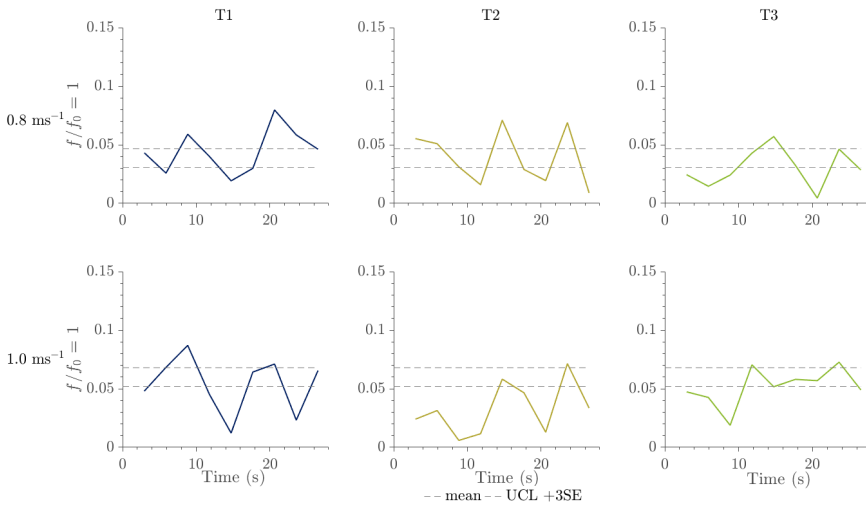 T1 T2 T3
0.15 0.15 0.15
0.1 0.1 0.1
0.8 ms⁻¹ f/f₀ = 1
0.05 0.05 0.05
0 0 0
0 10 20 0 10 20 0 10 20
0.15 0.15 0.15
0.1 0.1 0.1
1.0 ms⁻¹ f/f₀ = 1
0.05 0.05 0.05
0 0 0
0 10 20 0 10 20 0 10 20
Time (s) Time (s) Time (s)
mean UCL +3SE